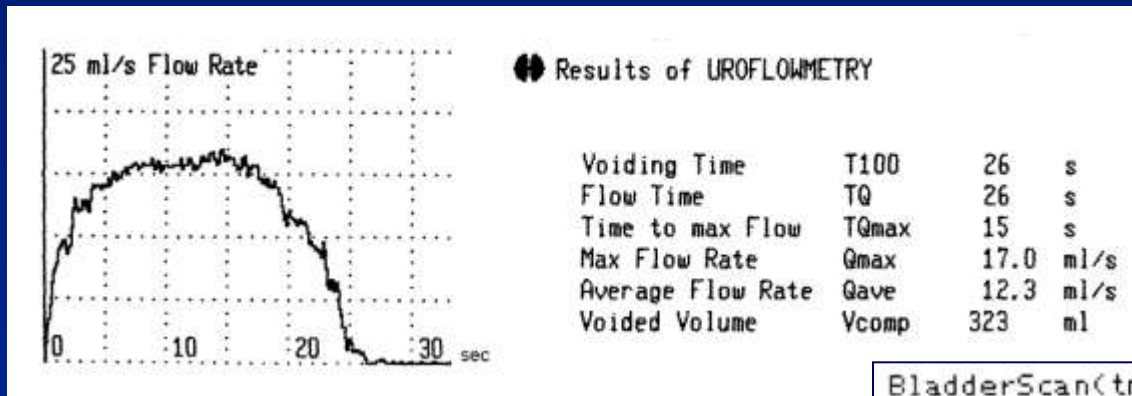 25 ml/s Flow Rate
0 10 20 30 sec
Results of UROFLOWMETRY
Voiding Time T100 26 s
Flow Time TQ 26 s
Time to max Flow TQmax 15 s
Max Flow Rate Qmax 17.0 ml/s
Average Flow Rate Qave 12.3 ml/s
Voided Volume Vcomp 323 ml
BladderScan(